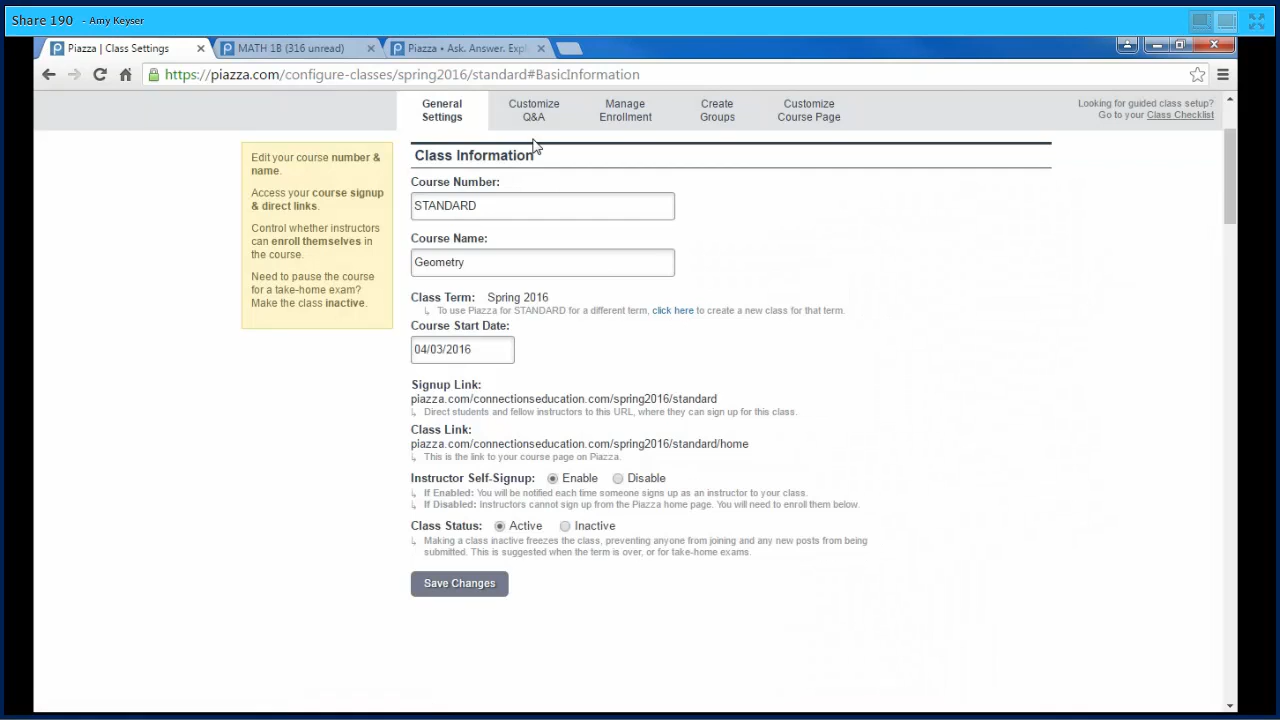 Share 190 - Amy Keyser
Piazza | Class Settings
MATH 1B (316 unread)
Piazza • Ask. Answer. Expl
https://piazza.com/configure-classes/spring2016/standard#BasicInformation
General Settings
Customize Q&A
Manage Enrollment
Create Groups
Customize Course Page
Looking for guided class setup?
Go to your Class Checklist
Edit your course number &
name.
Access your course signup
& direct links.
Control whether instructors
can enroll themselves in
the course.
Need to pause the course
for a take-home exam?
Make the class inactive.
Class Information
Course Number:
STANDARD
Course Name:
Geometry
Class Term: Spring 2016
↳ To use Piazza for STANDARD for a different term, click here to create a new class for that term.
Course Start Date:
04/03/2016
Signup Link:
piazza.com/connectionseducation.com/spring2016/standard
↳ Direct students and fellow instructors to this URL, where they can sign up for this class.
Class Link:
piazza.com/connectionseducation.com/spring2016/standard/home
↳ This is the link to your course page on Piazza.
Instructor Self-Signup: Enable Disable
↳ If Enabled: You will be notified each time someone signs up as an instructor to your class.
↳ If Disabled: Instructors cannot sign up from the Piazza home page. You will need to enroll them below.
Class Status: Active Inactive
↳ Making a class inactive freezes the class, preventing anyone from joining and any new posts from being
submitted. This is suggested when the term is over, or for take-home exams.
Save Changes